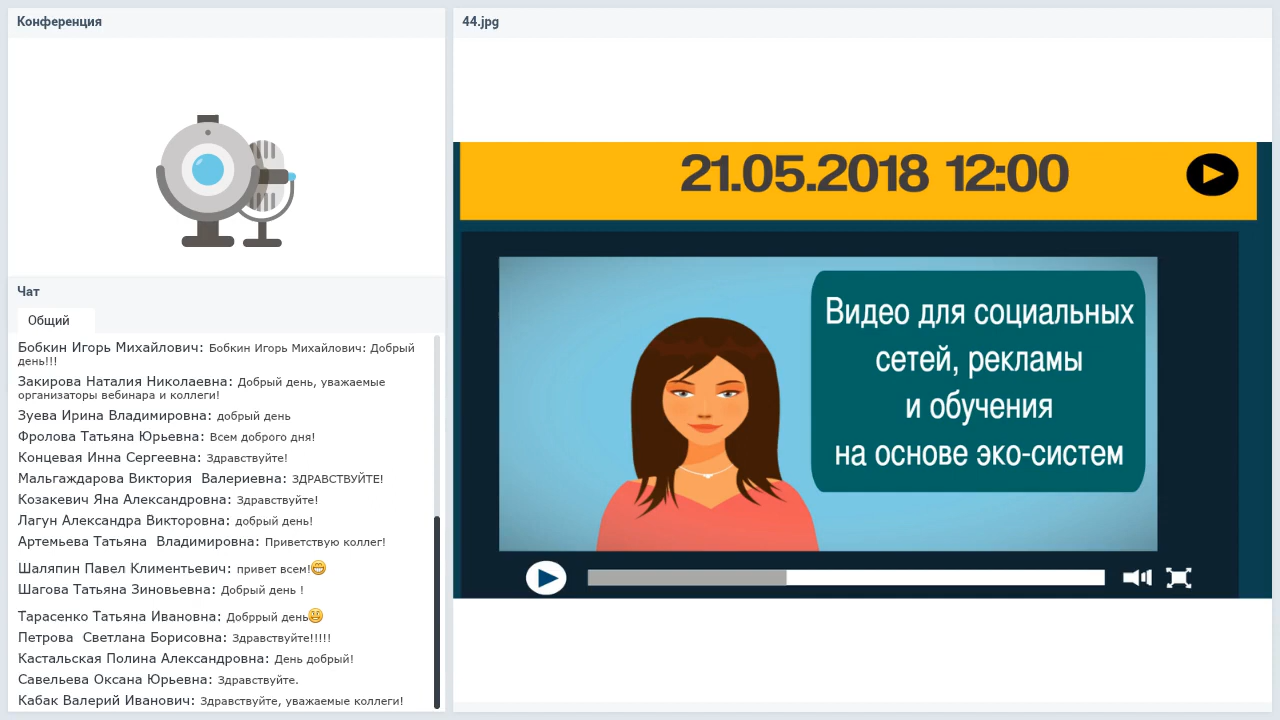 Конференция
Чат
Общий
Бобкин Игорь Михайлович: Бобкин Игорь Михайлович: Добрый
день!!!
Закирова Наталия Николаевна: Добрый день, уважаемые
организаторы вебинара и коллеги!
Зуева Ирина Владимировна: добрый день
Фролова Татьяна Юрьевна: Всем доброго дня!
Концевая Инна Сергеевна: Здравствуйте!
Мальгаждарова Виктория  Валериевна: ЗДРАВСТВУЙТЕ!
Козакевич Яна Александровна: Здравствуйте!
Лагун Александра Викторовна: добрый день!
Артемьева Татьяна  Владимировна: Приветствую коллег!
Шаляпин Павел Климентьевич: привет всем!
Шагова Татьяна Зиновьевна: Добрый день !
Тарасенко Татьяна Ивановна: Добррый день
Петрова  Светлана Борисовна: Здравствуйте!!!!!
Кастальская Полина Александровна: День добрый!
Савельева Оксана Юрьевна: Здравствуйте.
Кабак Валерий Иванович: Здравствуйте, уважаемые коллеги!
44.jpg
21.05.2018 12:00
Видео для социальных
сетей, рекламы
и обучения
на основе эко-систем